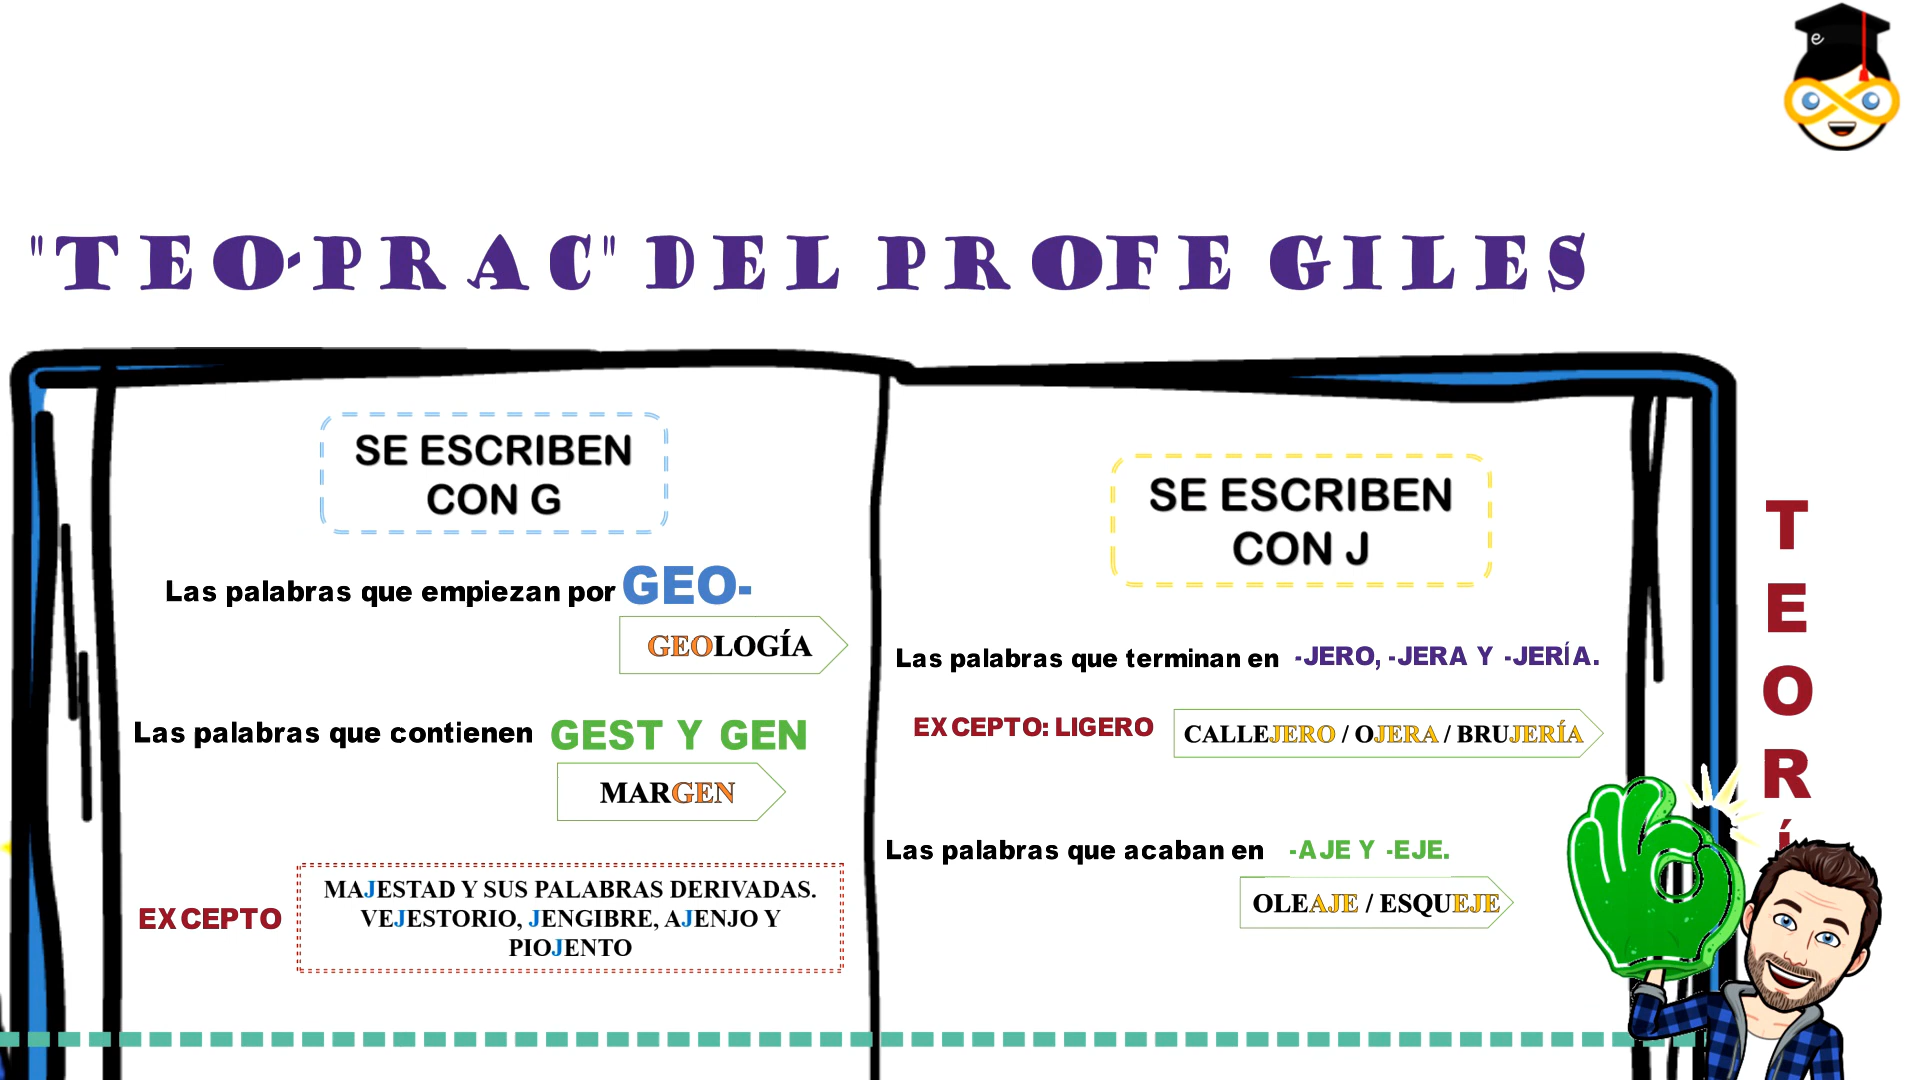 e
"TEO-PRAC" DEL PROFE GILES
SE ESCRIBEN
CON G
Las palabras que empiezan por GEO-
GEOLOGÍA
Las palabras que contienen GEST Y GEN
MARGEN
EXCEPTO
MAJESTAD Y SUS PALABRAS DERIVADAS.
VEJESTORIO, JENGIBRE, AJENJO Y
PIOJENTO
SE ESCRIBEN
CON J
Las palabras que terminan en -JERO, -JERA Y -JERÍA.
EXCEPTO: LIGERO
CALLEJERO / OJERA / BRUJERÍA
Las palabras que acaban en -AJE Y -EJE.
OLEAJE / ESQUEJE
T
E
O
R
Í